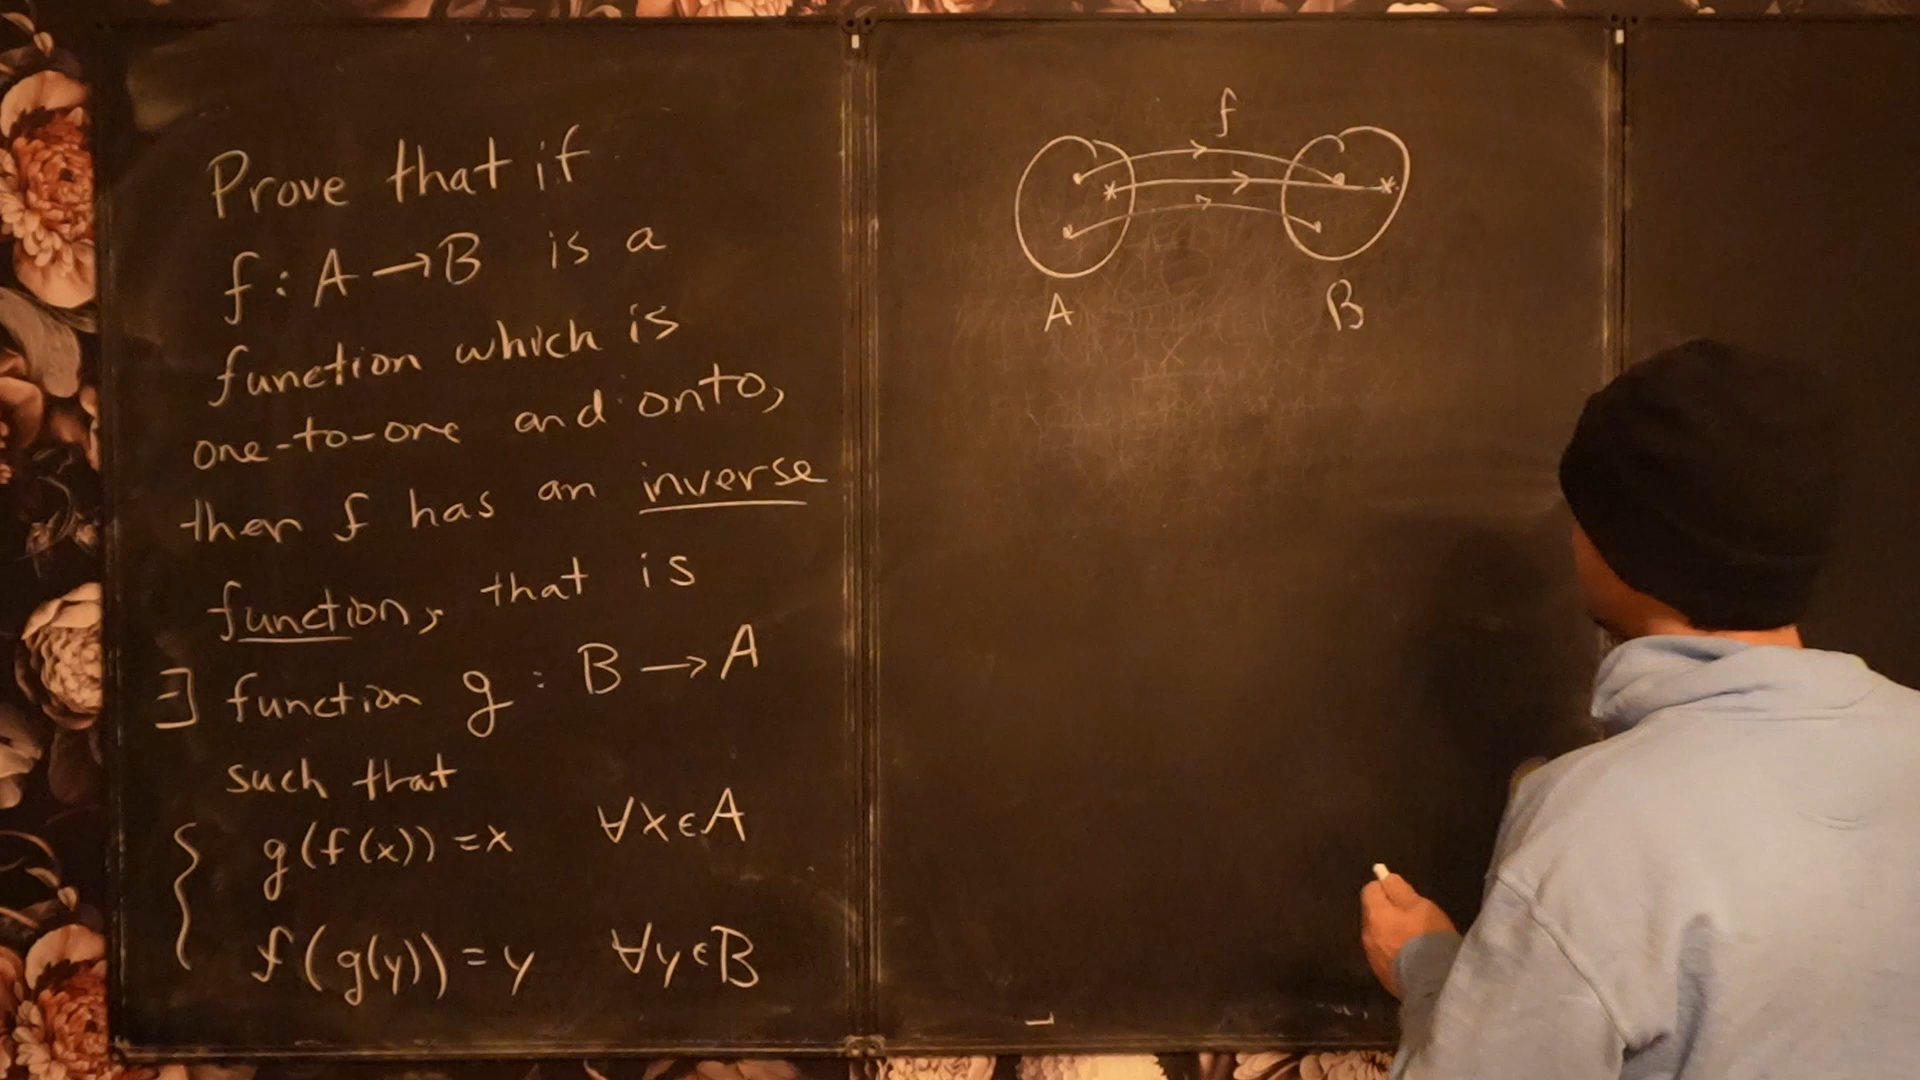 Prove that if
f : A → B is a
function which is
one-to-one and onto,
then f has an inverse
function, that is
∃ function g : B → A
such that
g(f(x)) = x ∀x∈A
f(g(y)) = y ∀y∈B
f
A B